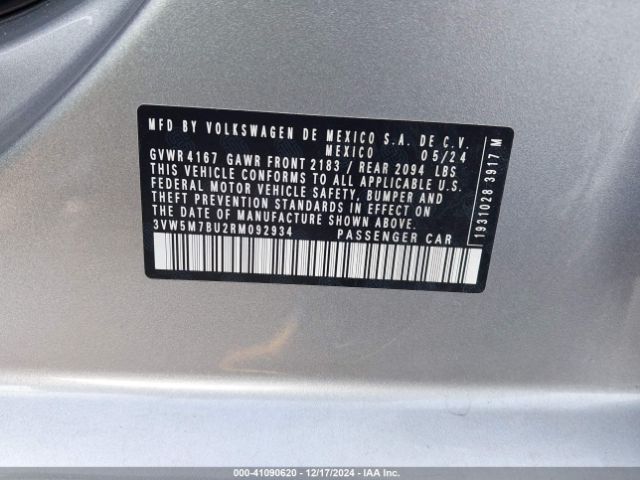 MFD BY VOLKSWAGEN DE MEXICO S.A. DE C.V.
MEXICO 05/24
GVWR 4167 GAWR FRONT 2183 / REAR 2094 LBS
THIS VEHICLE CONFORMS TO ALL APPLICABLE U.S.
FEDERAL MOTOR VEHICLE SAFETY, BUMPER AND
THEFT PREVENTION STANDARDS IN EFFECT ON
THE DATE OF MANUFACTURE SHOWN ABOVE.
3VW5M7BU2RM092934 PASSENGER CAR
1931028 3917 M
000-41090620 | 12/17/2024 | IAA Inc.